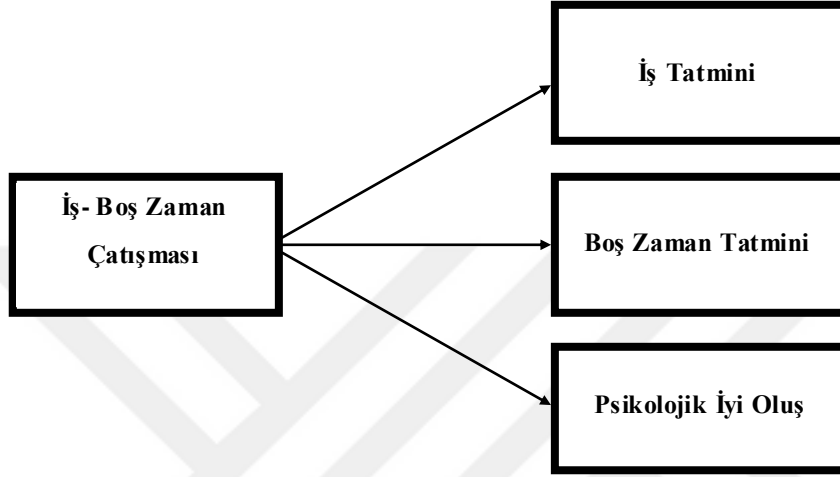 İş Tatmini
İş- Boş Zaman
Çatışması
Boş Zaman Tatmini
Psikolojik İyi Oluş